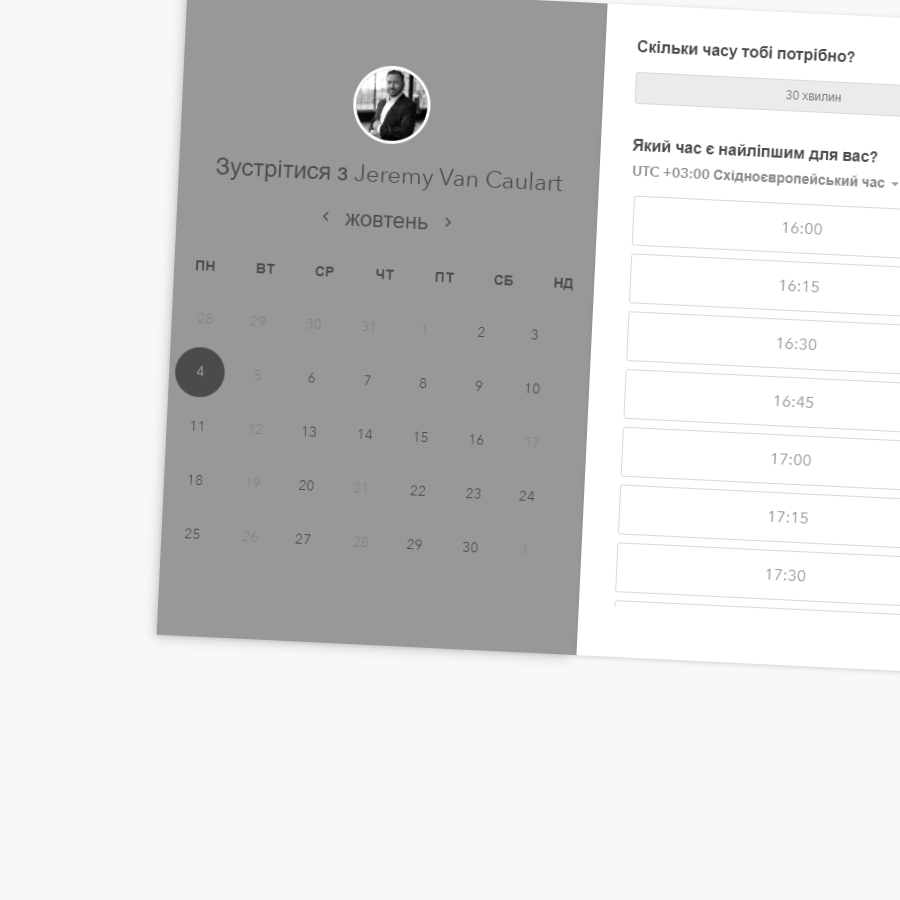 Зустрітися з Jeremy Van Caulart
‹ жовтень ›
ПН ВТ СР ЧТ ПТ СБ НД
28 29 30 31 1 2 3
4 5 6 7 8 9 10
11 12 13 14 15 16 17
18 19 20 21 22 23 24
25 26 27 28 29 30 1
Скільки часу тобі потрібно?
30 хвилин
Який час є найліпшим для вас?
UTC +03:00 Східноєвропейський час
16:00
16:15
16:30
16:45
17:00
17:15
17:30